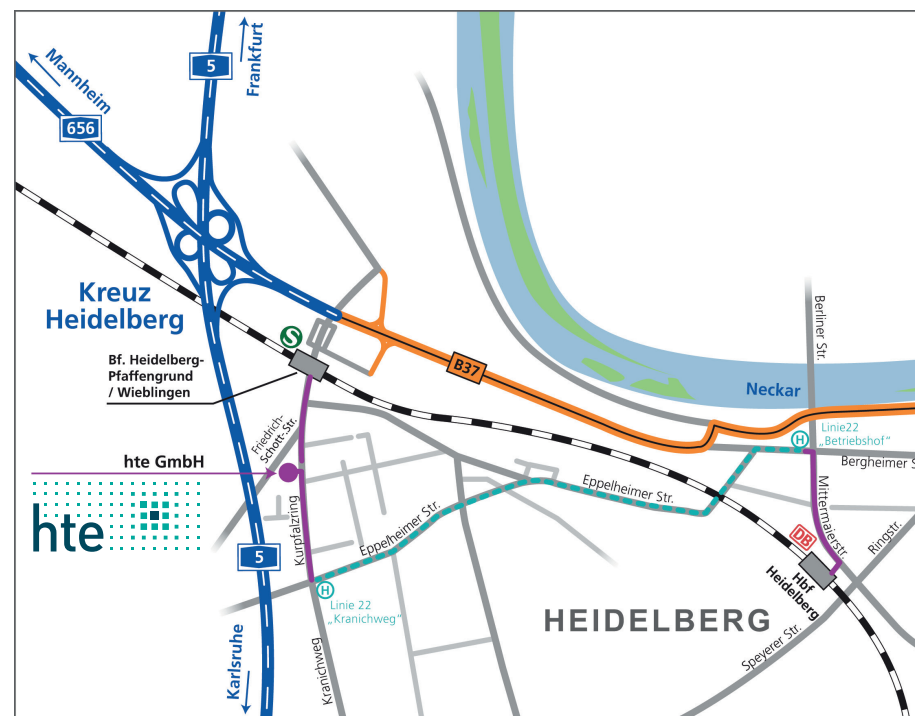 Mannheim
5
Frankfurt
656
Kreuz
Heidelberg
S
Bf. Heidelberg-
Pfaffengrund
/ Wieblingen
B37
Berliner Str.
Neckar
Linie22
„Betriebshof“
H
Bergheimer S
Friedrich-
Schott-Str.
hte GmbH
hte
Kurpfalzring
Eppelheimer Str.
Eppelheimer Str.
Mittermaierstr.
Ringstr.
DB
Hbf
Heidelberg
5
H
Linie 22
„Kranichweg“
HEIDELBERG
Speyerer Str.
Kranichweg
Karlsruhe